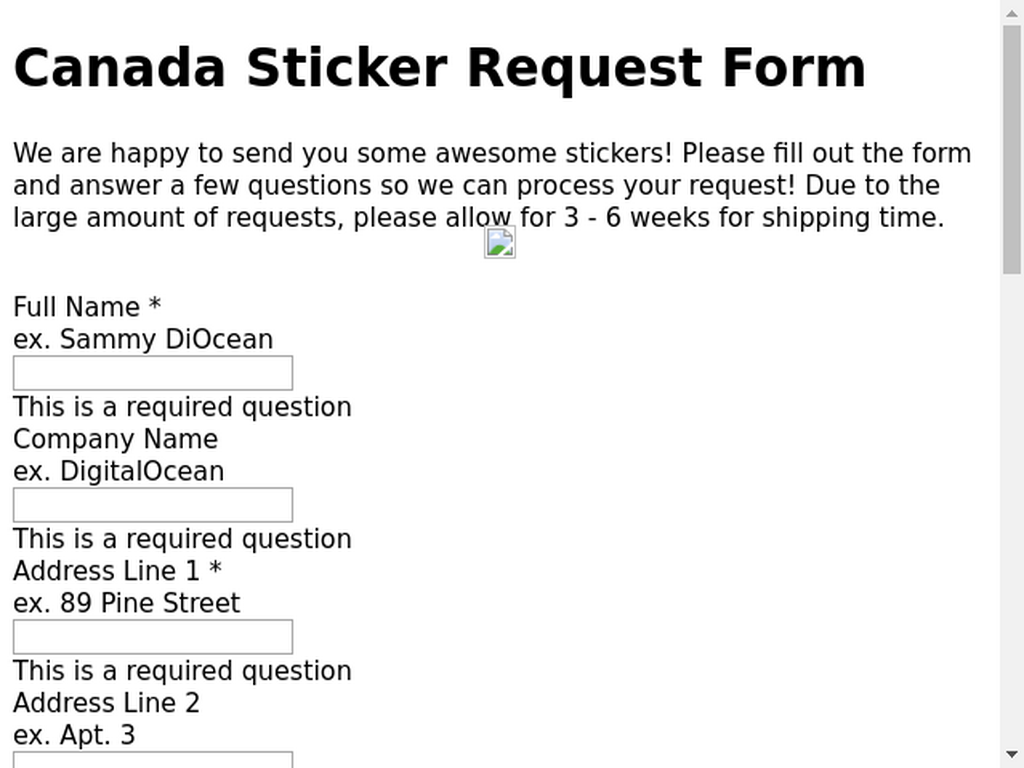 Canada Sticker Request Form
We are happy to send you some awesome stickers! Please fill out the form
and answer a few questions so we can process your request! Due to the
large amount of requests, please allow for 3 - 6 weeks for shipping time.
Full Name *
ex. Sammy DiOcean
This is a required question
Company Name
ex. DigitalOcean
This is a required question
Address Line 1 *
ex. 89 Pine Street
This is a required question
Address Line 2
ex. Apt. 3